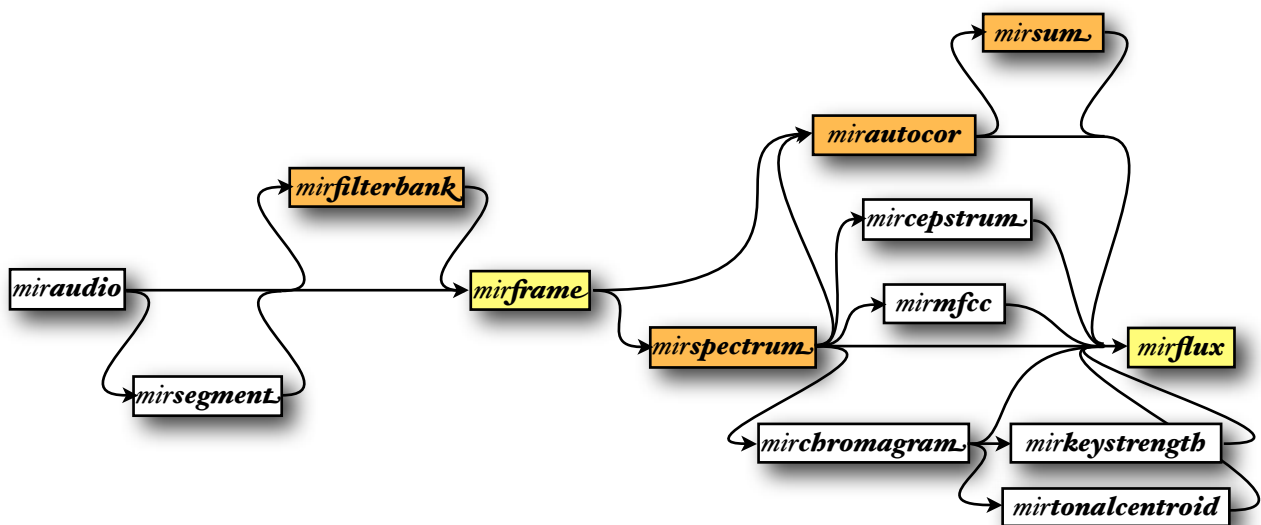 mirsum
mirautocor
mirfilterbank
mircepstrum
miraudio
mirframe
mirmfcc
mirspectrum
mirflux
mirsegment
mirchromagram
mirkeystrength
mirtonalcentroid